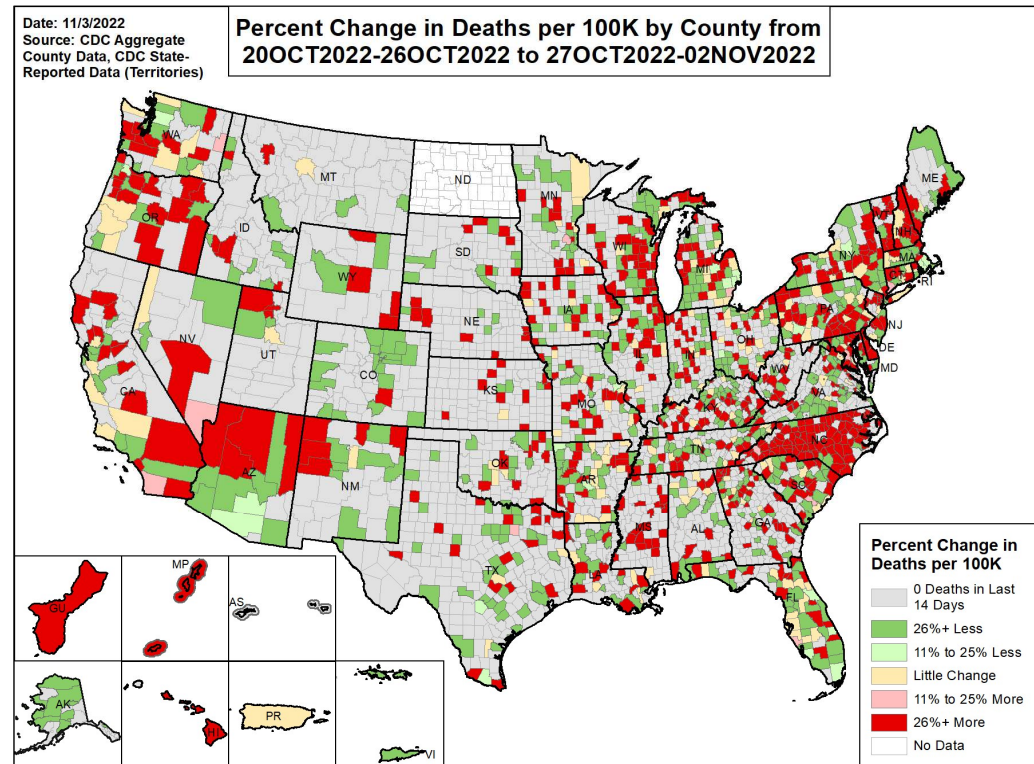 Date: 11/3/2022
Source: CDC Aggregate
County Data, CDC State-
Reported Data (Territories)
Percent Change in Deaths per 100K by County from
20OCT2022-26OCT2022 to 27OCT2022-02NOV2022
WA
MT
ND
MN
ME
OR
ID
SD
WI
MI
VT
NH
NY
MA
CT
RI
WY
IA
NE
PA
NJ
NV
UT
CO
IL
IN
OH
DE
MD
WV
VA
CA
KS
MO
KY
NC
TN
AZ
NM
OK
AR
SC
MS
AL
GA
TX
LA
FL
GU
MP
AS
AK
HI
PR
VI
Percent Change in
Deaths per 100K
0 Deaths in Last
14 Days
26%+ Less
11% to 25% Less
Little Change
11% to 25% More
26%+ More
No Data